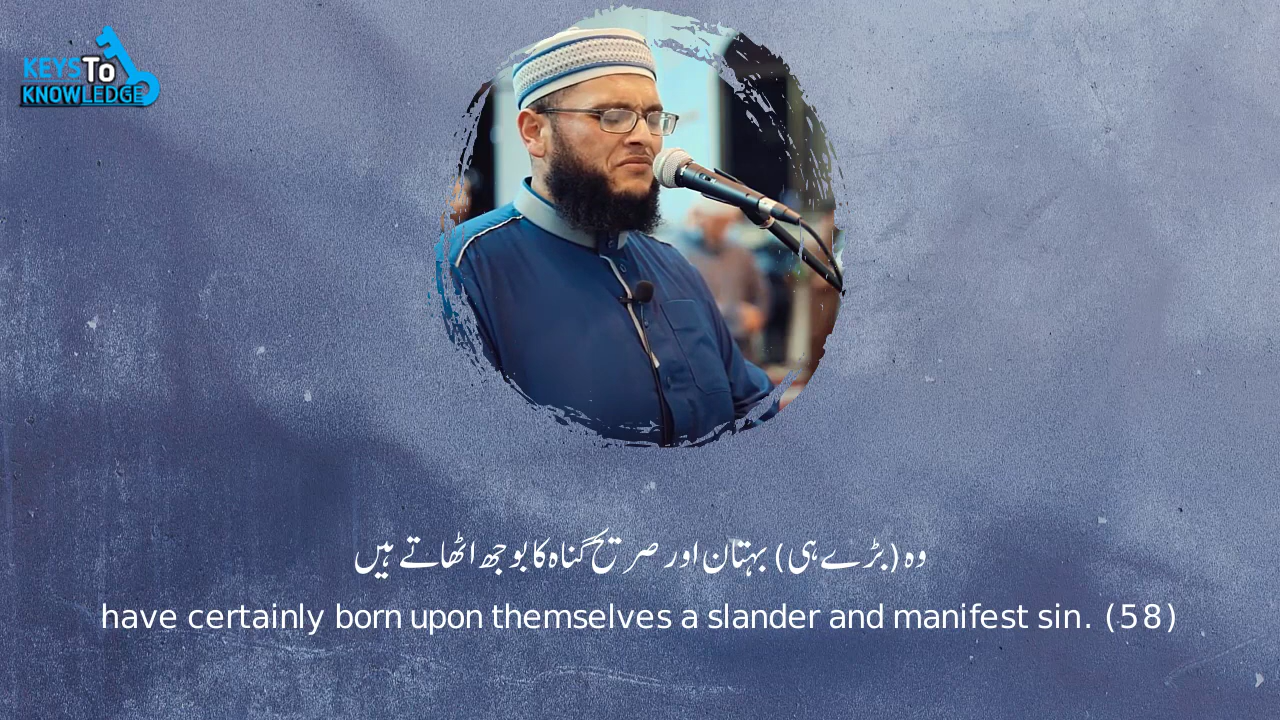 KEYS To
KNOWLEDGE
وہ (بڑے ہی) بہتان اور صریح گناہ کا بوجھ اٹھاتے ہیں
have certainly born upon themselves a slander and manifest sin. (58)